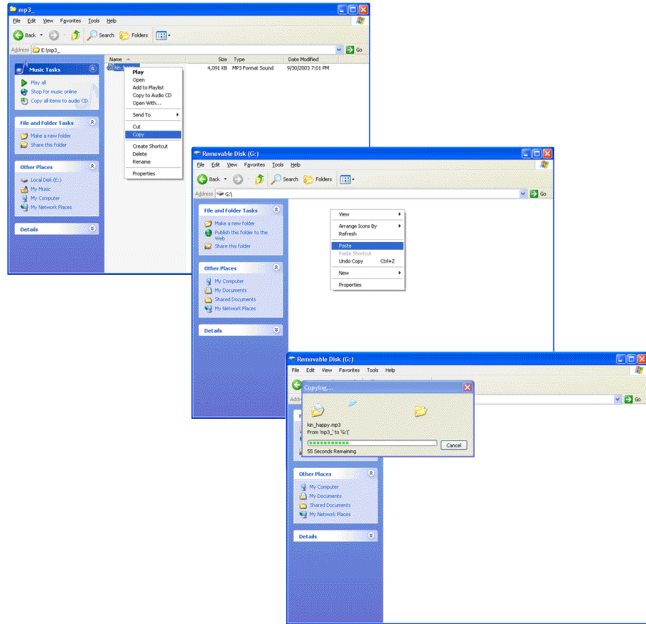 mp3_
File Edit View Favorites Tools Help
Back Search Folders
Address E:\mp3_ Go
Music Tasks
Play all
Shop for music online
Copy all items to audio CD
File and Folder Tasks
Make a new folder
Share this folder
Other Places
Local Disk (E:)
My Music
My Computer
My Network Places
Details
Name Size Type Date Modified
4,091 KB MP3 Format Sound 9/30/2003 7:01 PM
Play
Open
Add to Playlist
Copy to Audio CD
Open With...
Send To
Cut
Copy
Create Shortcut
Delete
Rename
Properties
Removable Disk (G:)
File Edit View Favorites Tools Help
Back Search Folders
Address G:\ Go
File and Folder Tasks
Make a new folder
Publish this folder to the
Web
Share this folder
Other Places
My Computer
My Documents
Shared Documents
My Network Places
Details
View
Arrange Icons By
Refresh
Paste
Paste Shortcut
Undo Copy Ctrl+Z
New
Properties
Removable Disk (G:)
File Edit View Favorites Tools Help
Go
Copying...
kin_happy.mp3
From 'mp3_' to 'G:\'
Cancel
55 Seconds Remaining
Other Places
My Computer
My Documents
Shared Documents
My Network Places
Details